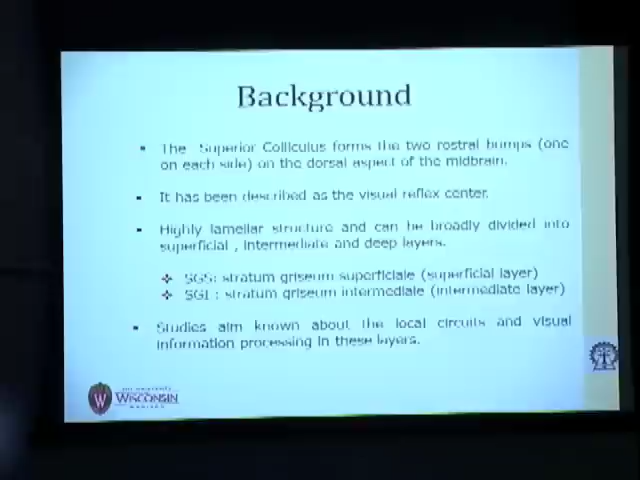 Background
The Superior Colliculus forms the two rostral bumps (one
on each side) on the dorsal aspect of the midbrain.
It has been described as the visual reflex center.
Highly lamellar structure and can be broadly divided into
superficial , intermediate and deep layers.
SGS: stratum griseum superficiale (superficial layer)
SGI : stratum griseum intermediale (intermediate layer)
Studies aim known about the local circuits and visual
information processing in these layers.
THE UNIVERSITY
W WISCONSIN
MADISON